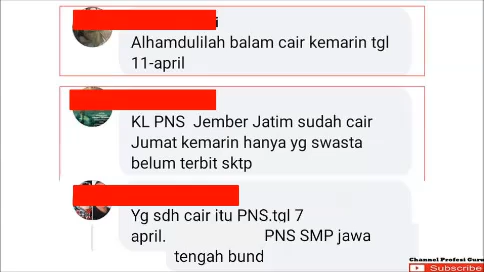 Alhamdulilah balam cair kemarin tgl
11-april
KL PNS Jember Jatim sudah cair
Jumat kemarin hanya yg swasta
belum terbit sktp
Yg sdh cair itu PNS.tgl 7
april. PNS SMP jawa
tengah bund
Channel Profesi Guru
Subscribe